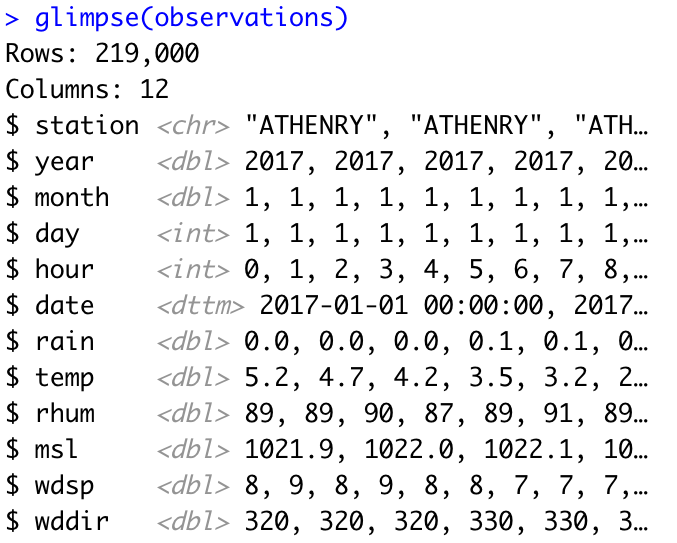 > glimpse(observations)
Rows: 219,000
Columns: 12
$ station <chr> "ATHENRY", "ATHENRY", "ATH…
$ year    <dbl> 2017, 2017, 2017, 2017, 20…
$ month   <dbl> 1, 1, 1, 1, 1, 1, 1, 1, 1,…
$ day     <int> 1, 1, 1, 1, 1, 1, 1, 1, 1,…
$ hour    <int> 0, 1, 2, 3, 4, 5, 6, 7, 8,…
$ date    <dttm> 2017-01-01 00:00:00, 2017…
$ rain    <dbl> 0.0, 0.0, 0.0, 0.1, 0.1, 0…
$ temp    <dbl> 5.2, 4.7, 4.2, 3.5, 3.2, 2…
$ rhum    <dbl> 89, 89, 90, 87, 89, 91, 89…
$ msl     <dbl> 1021.9, 1022.0, 1022.1, 10…
$ wdsp    <dbl> 8, 9, 8, 9, 8, 8, 7, 7, 7,…
$ wddir   <dbl> 320, 320, 320, 330, 330, 3…